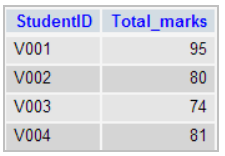 StudentID Total_marks
V001 95
V002 80
V003 74
V004 81